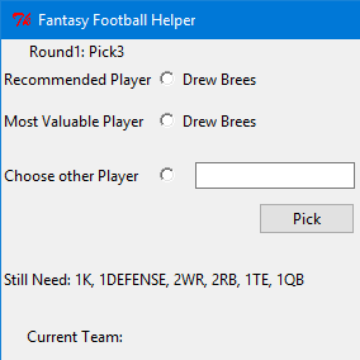 Fantasy Football Helper
Round1: Pick3
Recommended Player Drew Brees
Most Valuable Player Drew Brees
Choose other Player
Pick
Still Need: 1K, 1DEFENSE, 2WR, 2RB, 1TE, 1QB
Current Team: